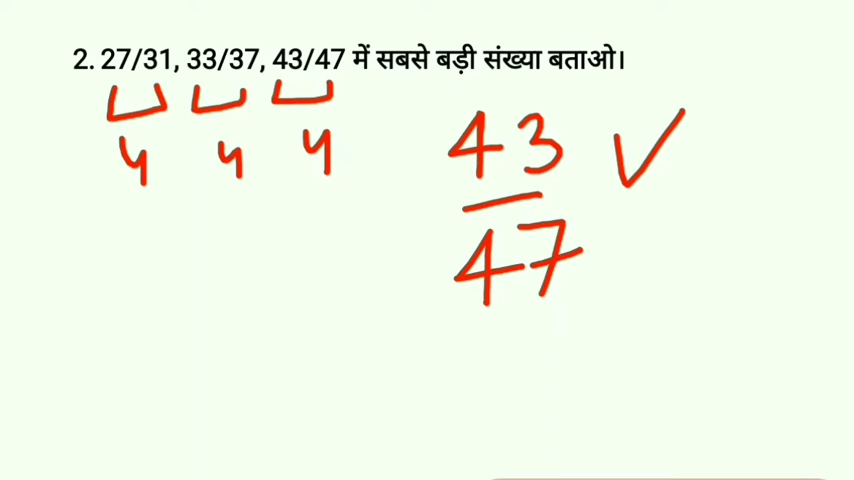 2. 27/31, 33/37, 43/47 में सबसे बड़ी संख्या बताओ।
4 4 4
43
47